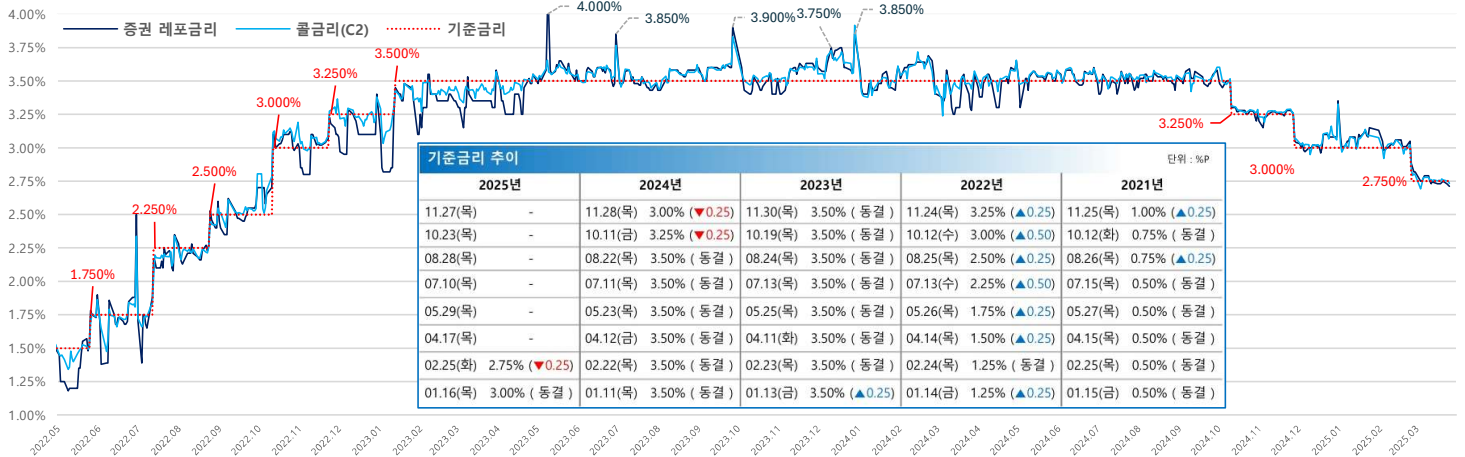 4.00%
3.75%
3.50%
3.25%
3.00%
2.75%
2.50%
2.25%
2.00%
1.75%
1.50%
1.25%
1.00%
증권 레포금리 콜금리(C2) 기준금리
1.750%
2.250%
2.500%
3.000%
3.250%
3.500%
4.000%
3.850%
3.900%
3.750%
3.850%
3.250%
3.000%
2.750%
기준금리 추이 단위 : %P
2025년 2024년 2023년 2022년 2021년
11.27(목) - 11.28(목) 3.00% (▼0.25) 11.30(목) 3.50% ( 동결 ) 11.24(목) 3.25% (▲0.25) 11.25(목) 1.00% (▲0.25)
10.23(목) - 10.11(금) 3.25% (▼0.25) 10.19(목) 3.50% ( 동결 ) 10.12(수) 3.00% (▲0.50) 10.12(화) 0.75% ( 동결 )
08.28(목) - 08.22(목) 3.50% ( 동결 ) 08.24(목) 3.50% ( 동결 ) 08.25(목) 2.50% (▲0.25) 08.26(목) 0.75% (▲0.25)
07.10(목) - 07.11(목) 3.50% ( 동결 ) 07.13(목) 3.50% ( 동결 ) 07.13(수) 2.25% (▲0.50) 07.15(목) 0.50% ( 동결 )
05.29(목) - 05.23(목) 3.50% ( 동결 ) 05.25(목) 3.50% ( 동결 ) 05.26(목) 1.75% (▲0.25) 05.27(목) 0.50% ( 동결 )
04.17(목) - 04.12(금) 3.50% ( 동결 ) 04.11(화) 3.50% ( 동결 ) 04.14(목) 1.50% (▲0.25) 04.15(목) 0.50% ( 동결 )
02.25(화) 2.75% (▼0.25) 02.22(목) 3.50% ( 동결 ) 02.23(목) 3.50% ( 동결 ) 02.24(목) 1.25% ( 동결 ) 02.25(목) 0.50% ( 동결 )
01.16(목) 3.00% ( 동결 ) 01.11(목) 3.50% ( 동결 ) 01.13(금) 3.50% (▲0.25) 01.14(금) 1.25% (▲0.25) 01.15(금) 0.50% ( 동결 )
2022.05 2022.06 2022.07 2022.08 2022.09 2022.10 2022.11 2022.12 2023.01 2023.02 2023.03 2023.04 2023.05 2023.06 2023.07 2023.08 2023.09 2023.10 2023.11 2023.12 2024.01 2024.02 2024.03 2024.04 2024.05 2024.06 2024.07 2024.08 2024.09 2024.10 2024.11 2024.12 2025.01 2025.02 2025.03